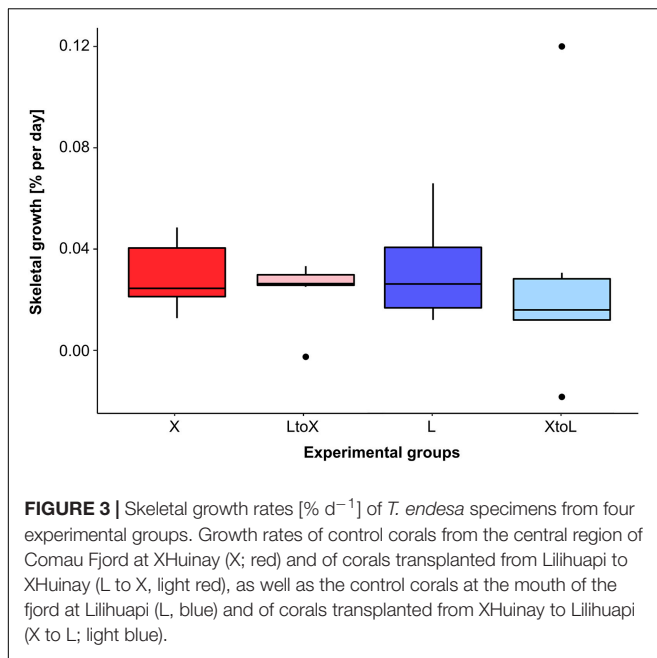 0.12
0.08
0.04
0.00
Skeletal growth [% per day]
X LtoX L XtoL
Experimental groups
FIGURE 3 | Skeletal growth rates [% d−1] of T. endesa specimens from four
experimental groups. Growth rates of control corals from the central region of
Comau Fjord at XHuinay (X; red) and of corals transplanted from Lilihuapi to
XHuinay (L to X, light red), as well as the control corals at the mouth of the
fjord at Lilihuapi (L, blue) and of corals transplanted from XHuinay to Lilihuapi
(X to L; light blue).